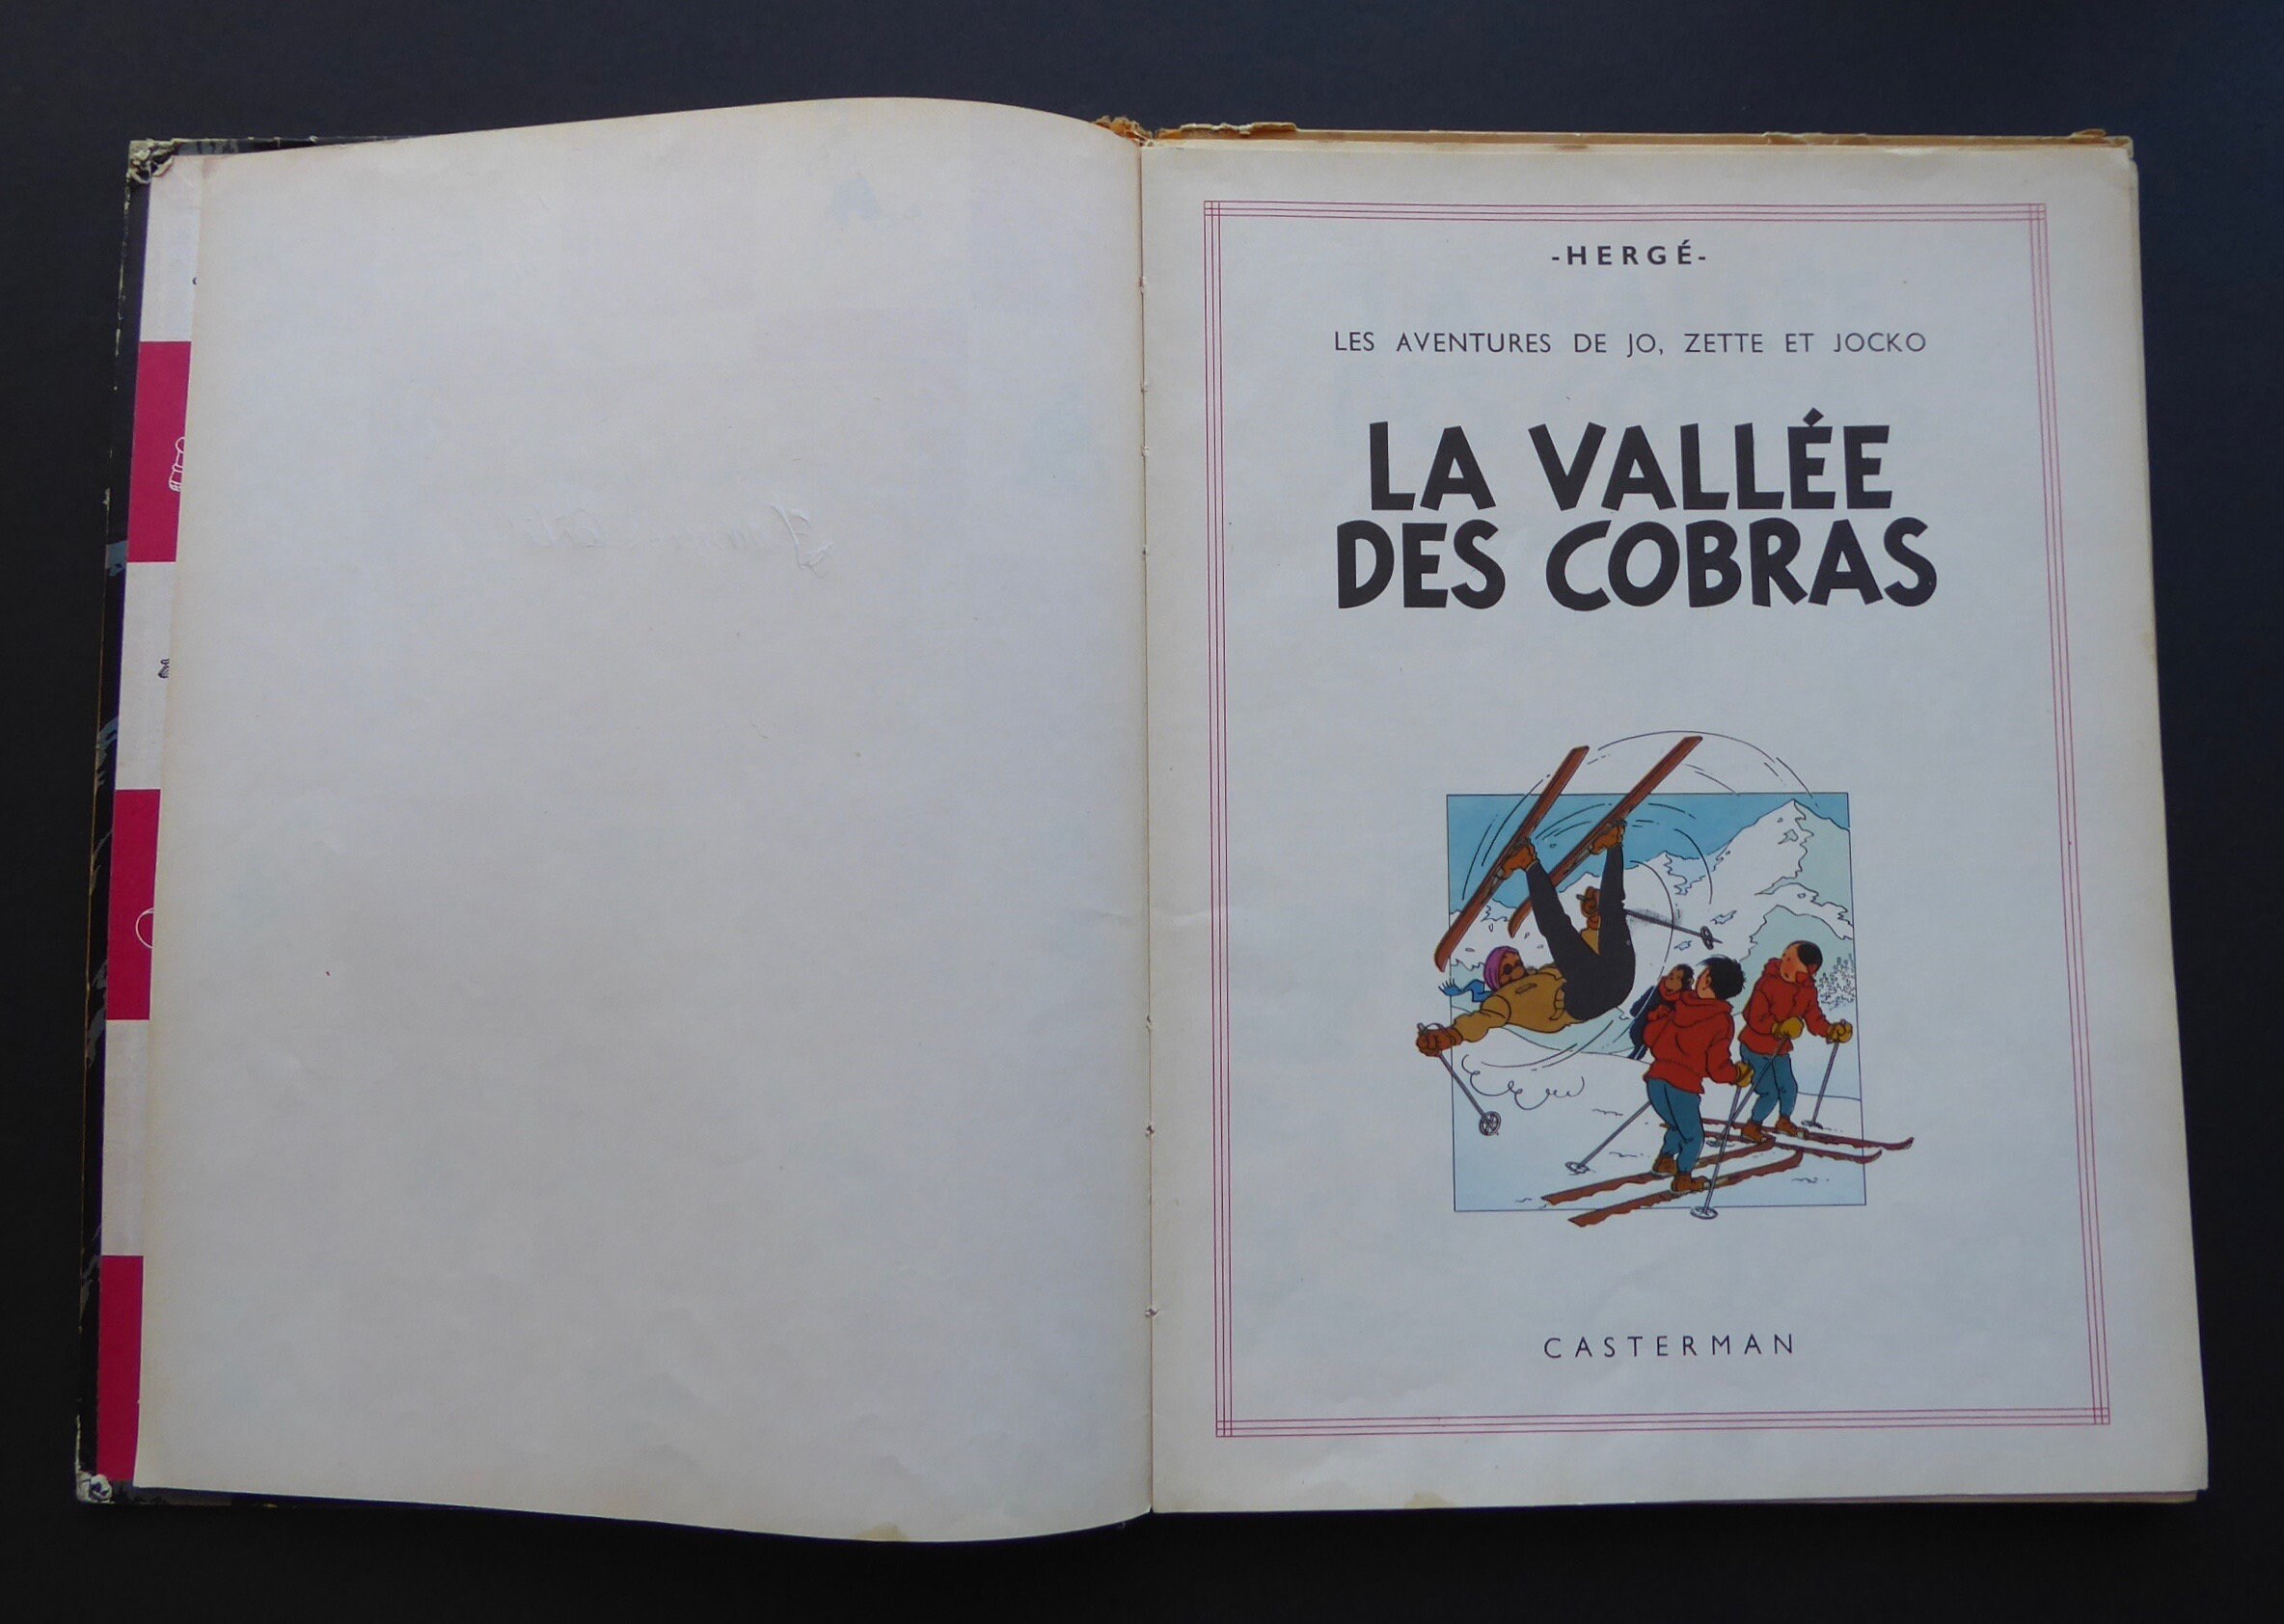 -HERGÉ-
LES AVENTURES DE JO, ZETTE ET JOCKO
LA VALLÉE
DES COBRAS
CASTERMAN